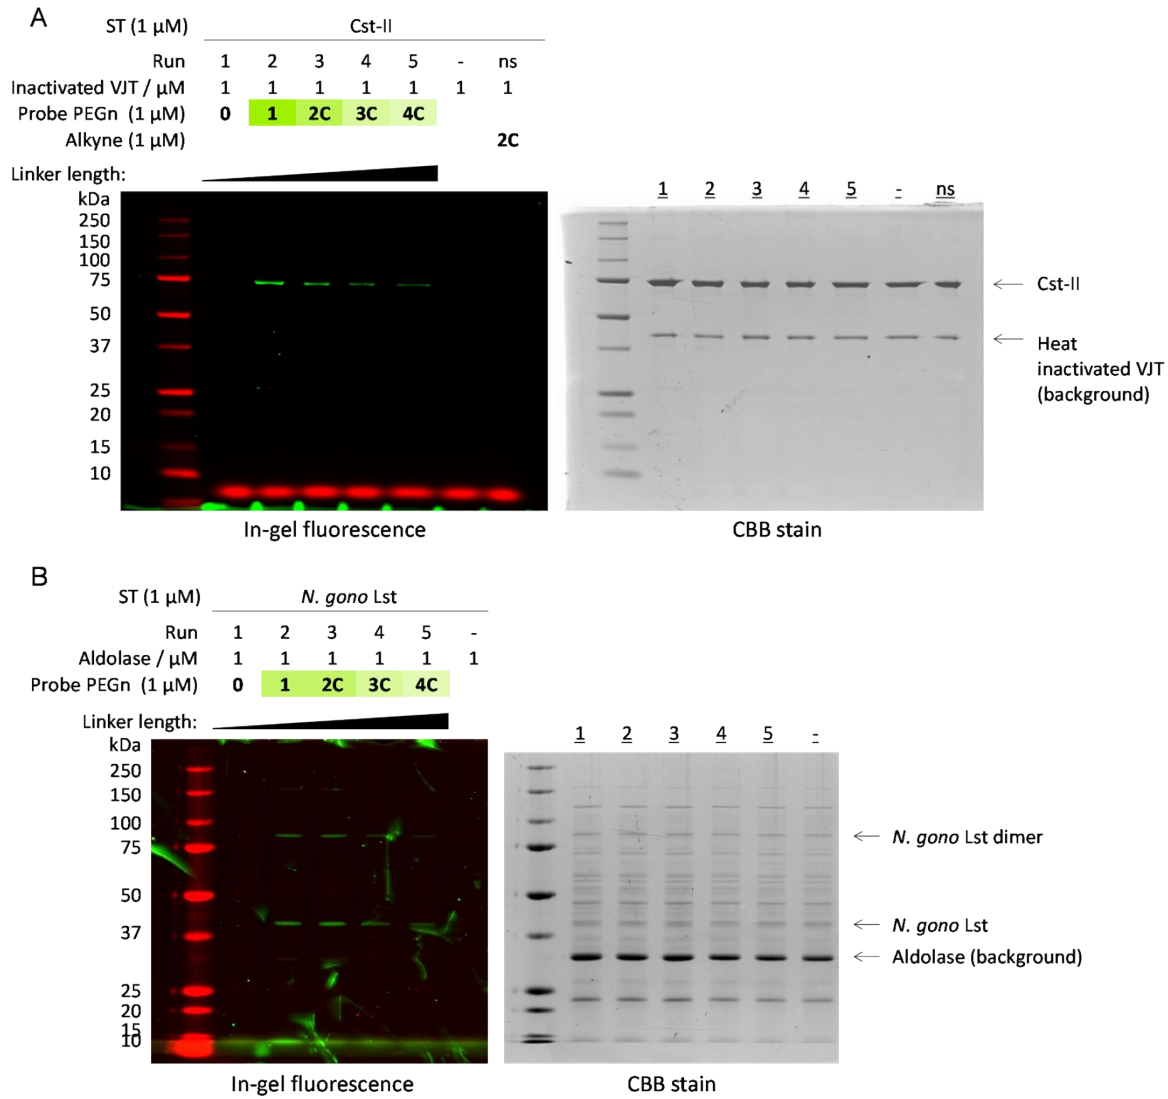 A
ST (1 µM) Cst-II
Run 1 2 3 4 5 - ns
Inactivated VJT / µM 1 1 1 1 1 1 1
Probe PEGn (1 µM) 0 1 2C 3C 4C
Alkyne (1 µM) 2C
Linker length:
kDa
250
150
100
75
50
37
25
20
15
10
1 2 3 4 5 - ns
Cst-II
Heat
inactivated VJT
(background)
In-gel fluorescence
CBB stain
B
ST (1 µM) N. gono Lst
Run 1 2 3 4 5 -
Aldolase / µM 1 1 1 1 1 1
Probe PEGn (1 µM) 0 1 2C 3C 4C
Linker length:
kDa
250
150
100
75
50
37
25
20
15
10
1 2 3 4 5 -
N. gono Lst dimer
N. gono Lst
Aldolase (background)
In-gel fluorescence
CBB stain